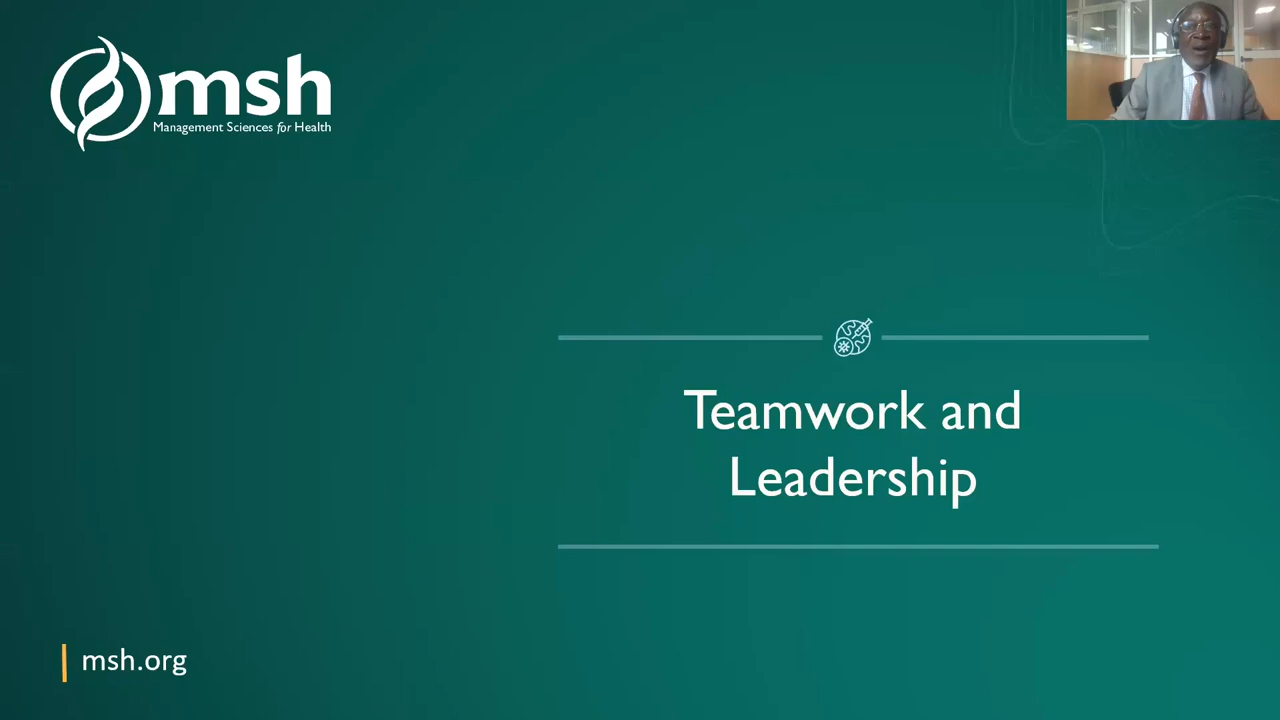 msh
Management Sciences for Health
Teamwork and
Leadership
msh.org